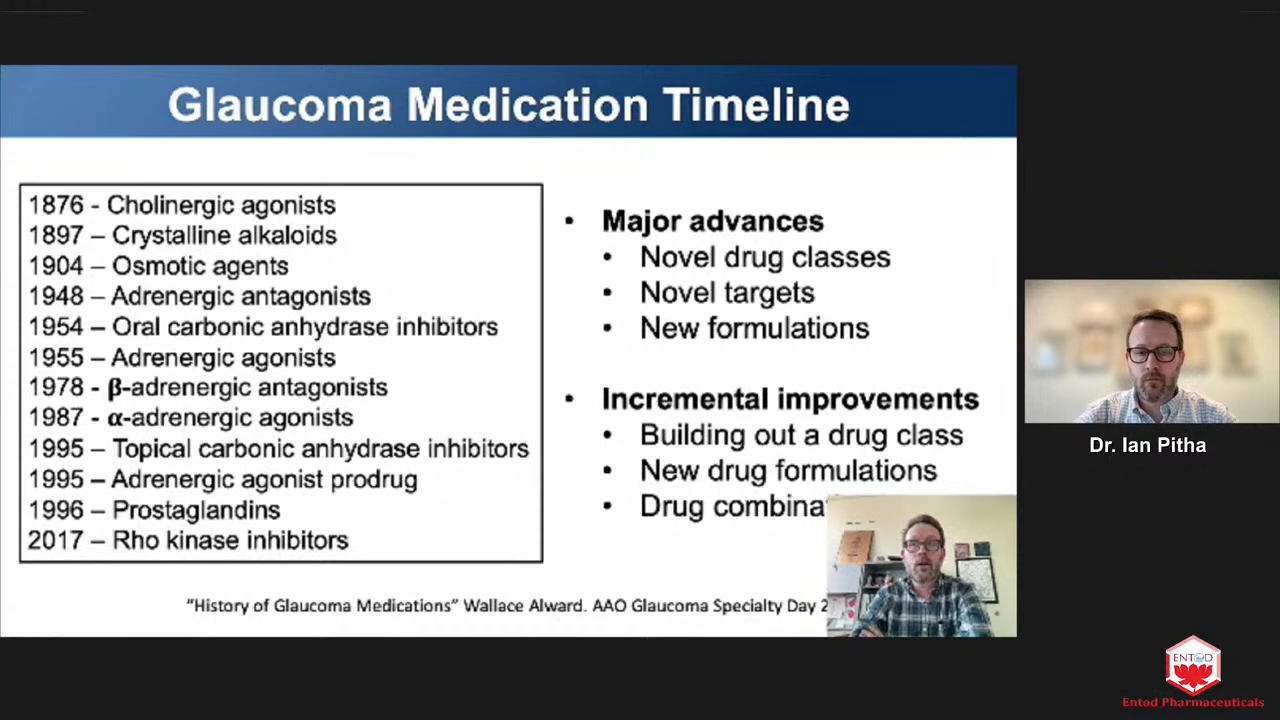 Glaucoma Medication Timeline
1876 - Cholinergic agonists
1897 – Crystalline alkaloids
1904 – Osmotic agents
1948 – Adrenergic antagonists
1954 – Oral carbonic anhydrase inhibitors
1955 – Adrenergic agonists
1978 - β-adrenergic antagonists
1987 - α-adrenergic agonists
1995 – Topical carbonic anhydrase inhibitors
1995 – Adrenergic agonist prodrug
1996 – Prostaglandins
2017 – Rho kinase inhibitors
• Major advances
• Novel drug classes
• Novel targets
• New formulations
• Incremental improvements
• Building out a drug class
• New drug formulations
• Drug
"History of Glaucoma Medications" Wallace Alward. AAO Glaucoma Specialty Day
Dr. Ian Pitha
ENTOD
Entod Pharmaceuticals